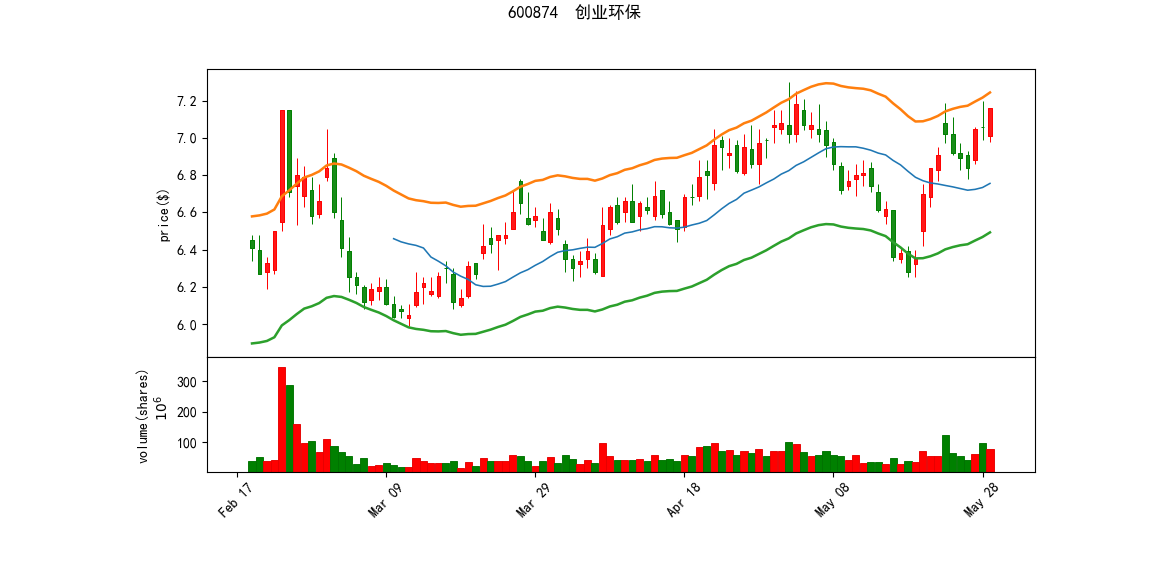 600874  创业环保
price($)
7.2
7.0
6.8
6.6
6.4
6.2
6.0
volume(shares)
10^6
300
200
100
Feb 17
Mar 09
Mar 29
Apr 18
May 08
May 28